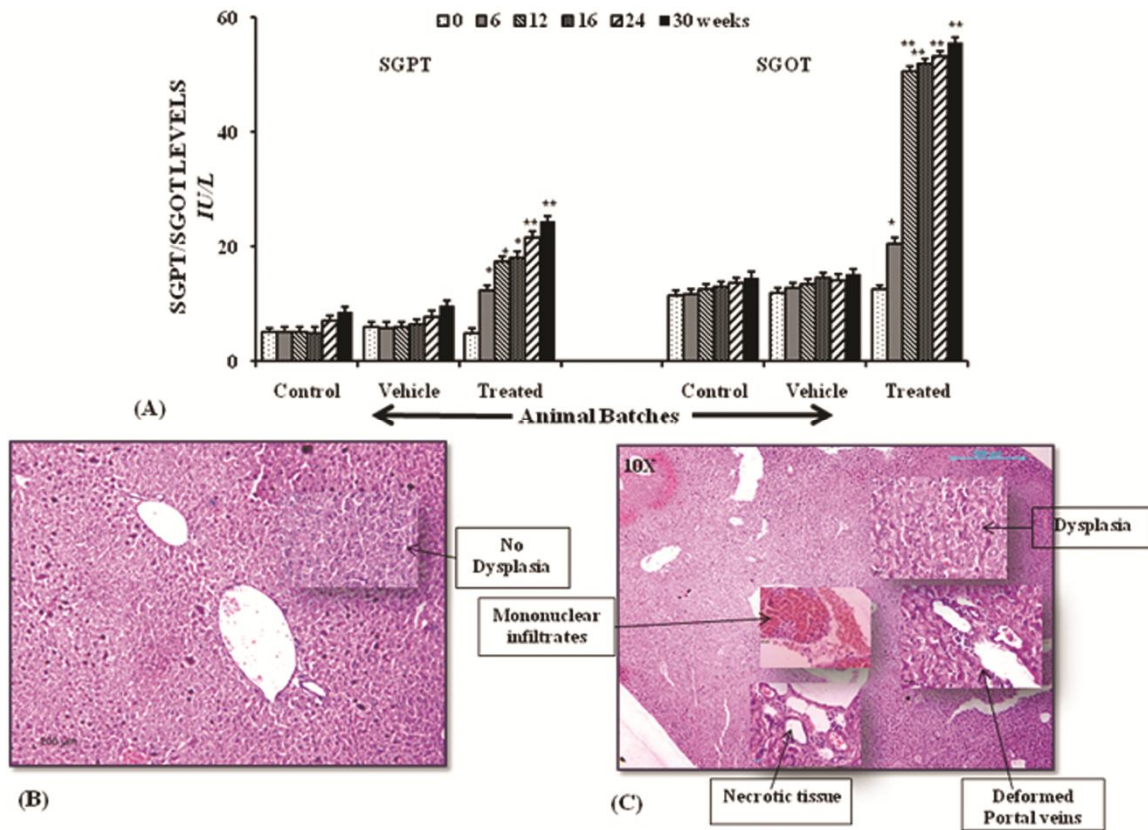 0 6 12 16 24 30 weeks
SGPT SGOT
60
40
20
0
SGPT/SGOT LEVELS
IU/L
* * * ** ** * ** ** ** **
Control Vehicle Treated Control Vehicle Treated
(A)
Animal Batches
No
Dysplasia
(B)
10X
Dysplasia
Mononuclear
infiltrates
Necrotic tissue
Deformed
Portal veins
(C)